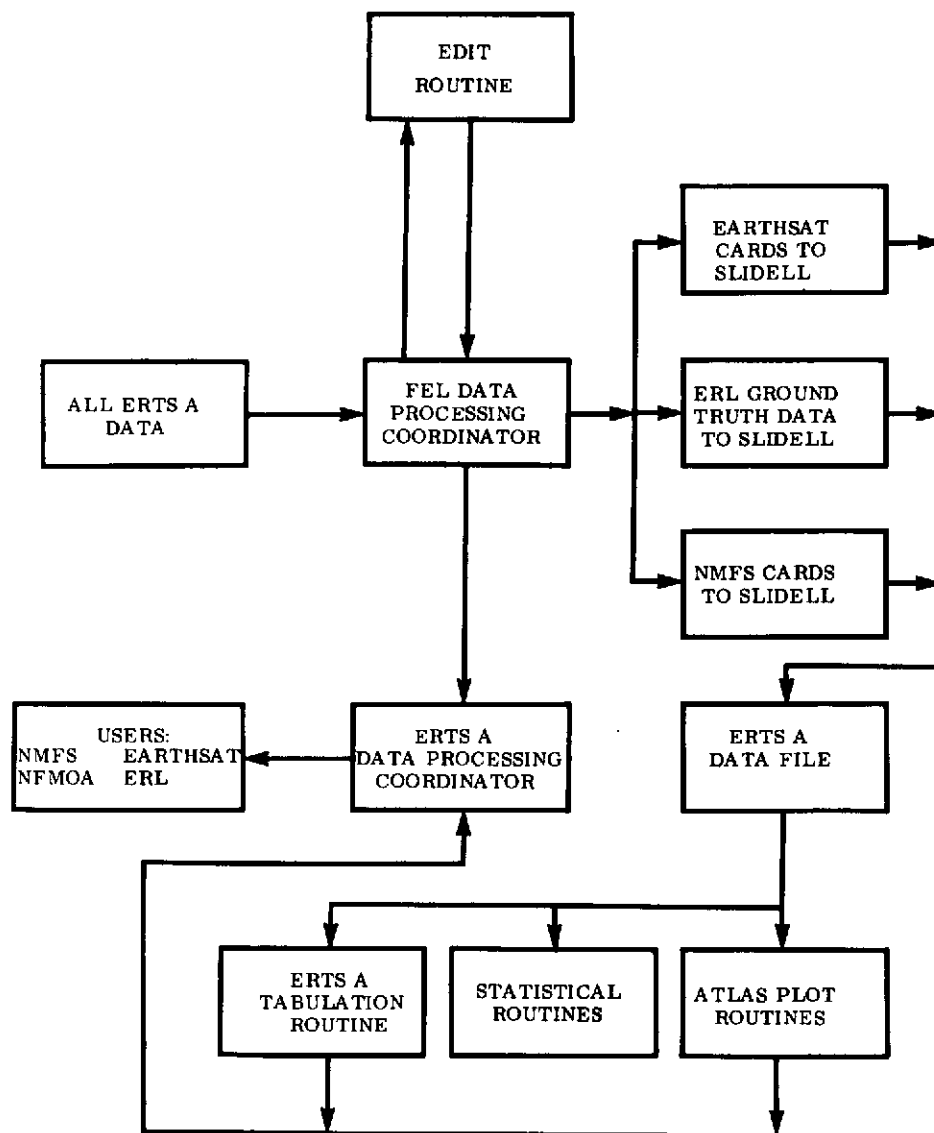 EDIT
ROUTINE
EARTHSAT
CARDS TO
SLIDELL
ALL ERTS A
DATA
FEL DATA
PROCESSING
COORDINATOR
ERL GROUND
TRUTH DATA
TO SLIDELL
NMFS CARDS
TO SLIDELL
USERS:
NMFS EARTHSAT
NFMOA ERL
ERTS A
DATA PROCESSING
COORDINATOR
ERTS A
DATA FILE
ERTS A
TABULATION
ROUTINE
STATISTICAL
ROUTINES
ATLAS PLOT
ROUTINES